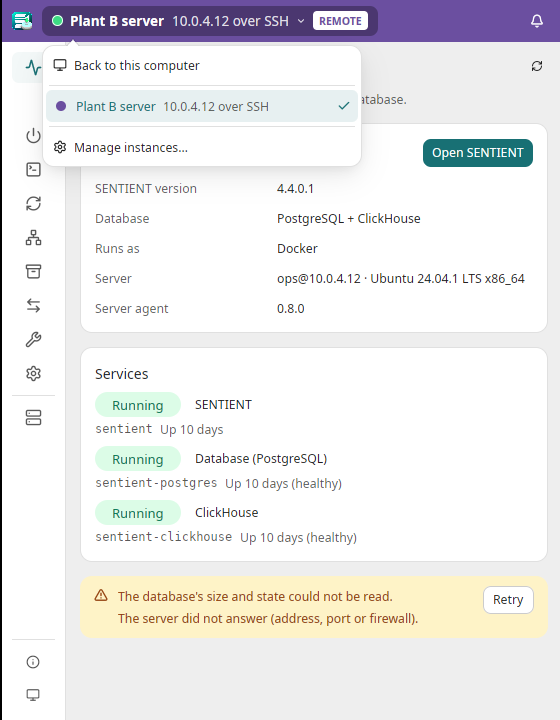 Plant B server 10.0.4.12 over SSH REMOTE
Back to this computer
Plant B server 10.0.4.12 over SSH
Manage instances...
atabase.
Open SENTIENT
SENTIENT version 4.4.0.1
Database PostgreSQL + ClickHouse
Runs as Docker
Server ops@10.0.4.12 · Ubuntu 24.04.1 LTS x86_64
Server agent 0.8.0
Services
Running SENTIENT
sentient Up 10 days
Running Database (PostgreSQL)
sentient-postgres Up 10 days (healthy)
Running ClickHouse
sentient-clickhouse Up 10 days (healthy)
The database's size and state could not be read.
The server did not answer (address, port or firewall).
Retry